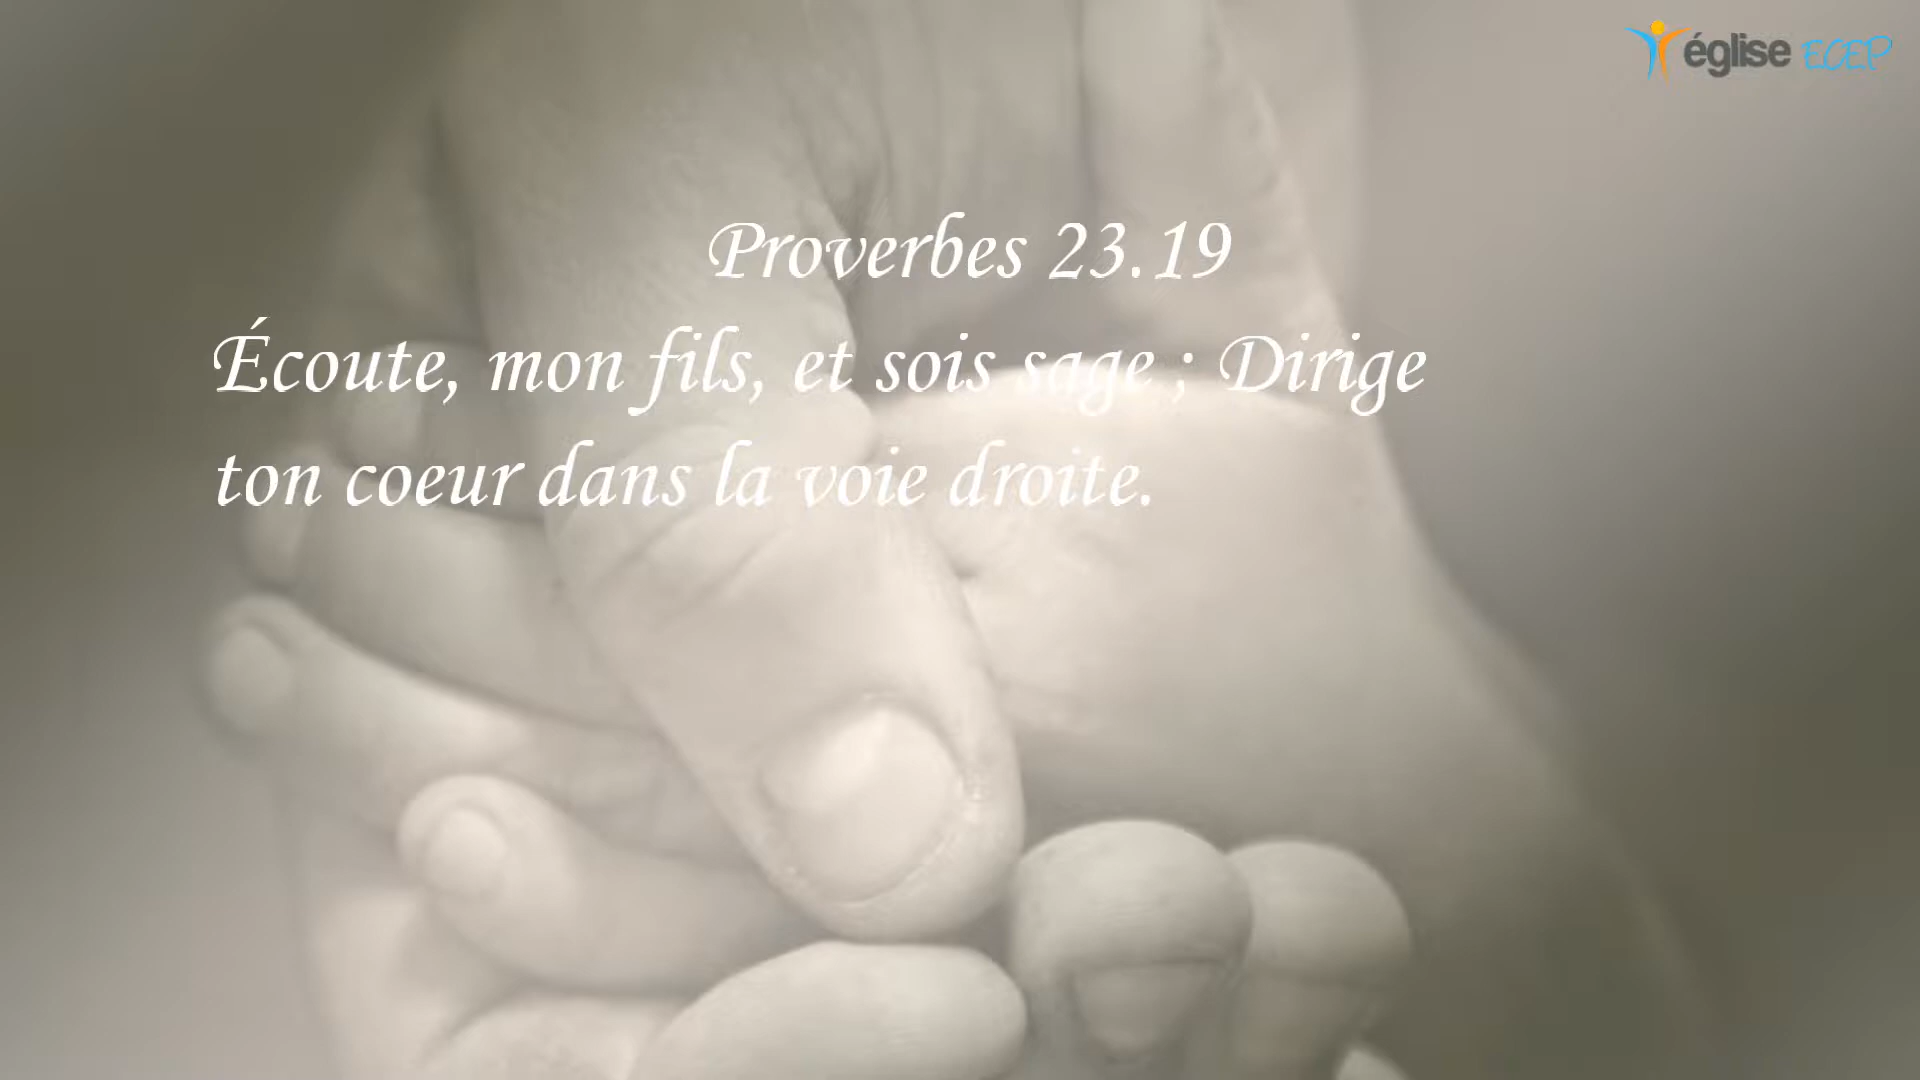 église ECEP
Proverbes 23.19
Écoute, mon fils, et sois sage ; Dirige
ton coeur dans la voie droite.